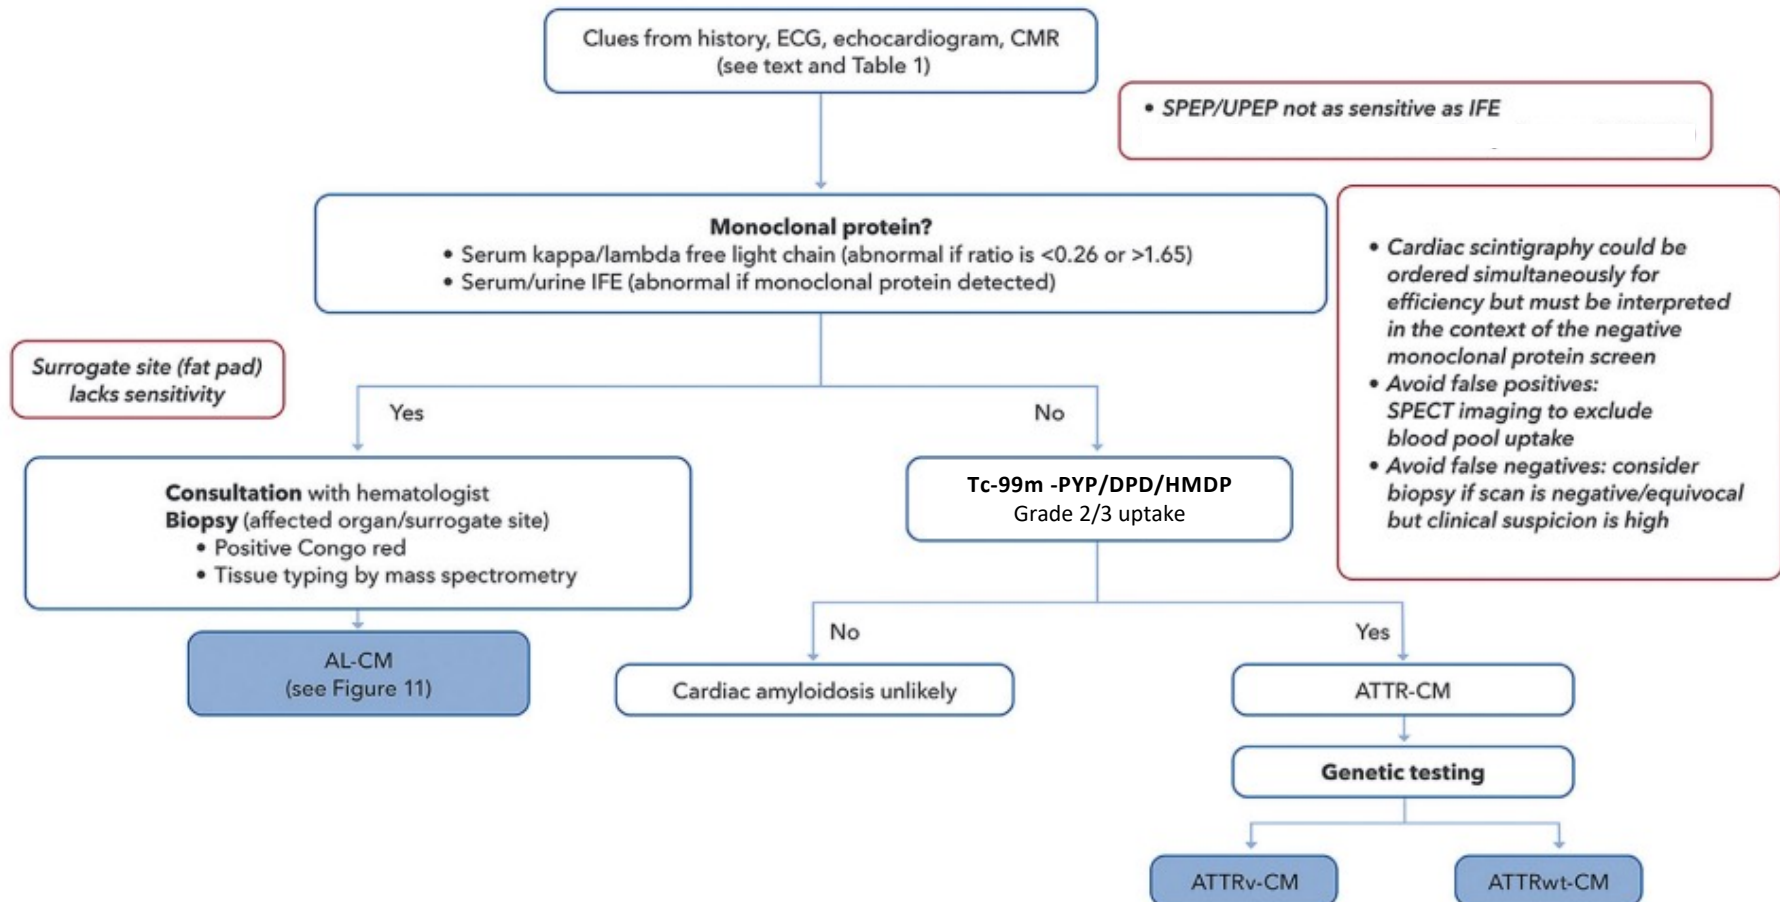 Clues from history, ECG, echocardiogram, CMR
(see text and Table 1)
• SPEP/UPEP not as sensitive as IFE
Monoclonal protein?
• Serum kappa/lambda free light chain (abnormal if ratio is <0.26 or >1.65)
• Serum/urine IFE (abnormal if monoclonal protein detected)
• Cardiac scintigraphy could be
ordered simultaneously for
efficiency but must be interpreted
in the context of the negative
monoclonal protein screen
• Avoid false positives:
SPECT imaging to exclude
blood pool uptake
• Avoid false negatives: consider
biopsy if scan is negative/equivocal
but clinical suspicion is high
Surrogate site (fat pad)
lacks sensitivity
Yes
No
Consultation with hematologist
Biopsy (affected organ/surrogate site)
• Positive Congo red
• Tissue typing by mass spectrometry
Tc-99m -PYP/DPD/HMDP
Grade 2/3 uptake
No
Yes
AL-CM
(see Figure 11)
Cardiac amyloidosis unlikely
ATTR-CM
Genetic testing
ATTRv-CM
ATTRwt-CM